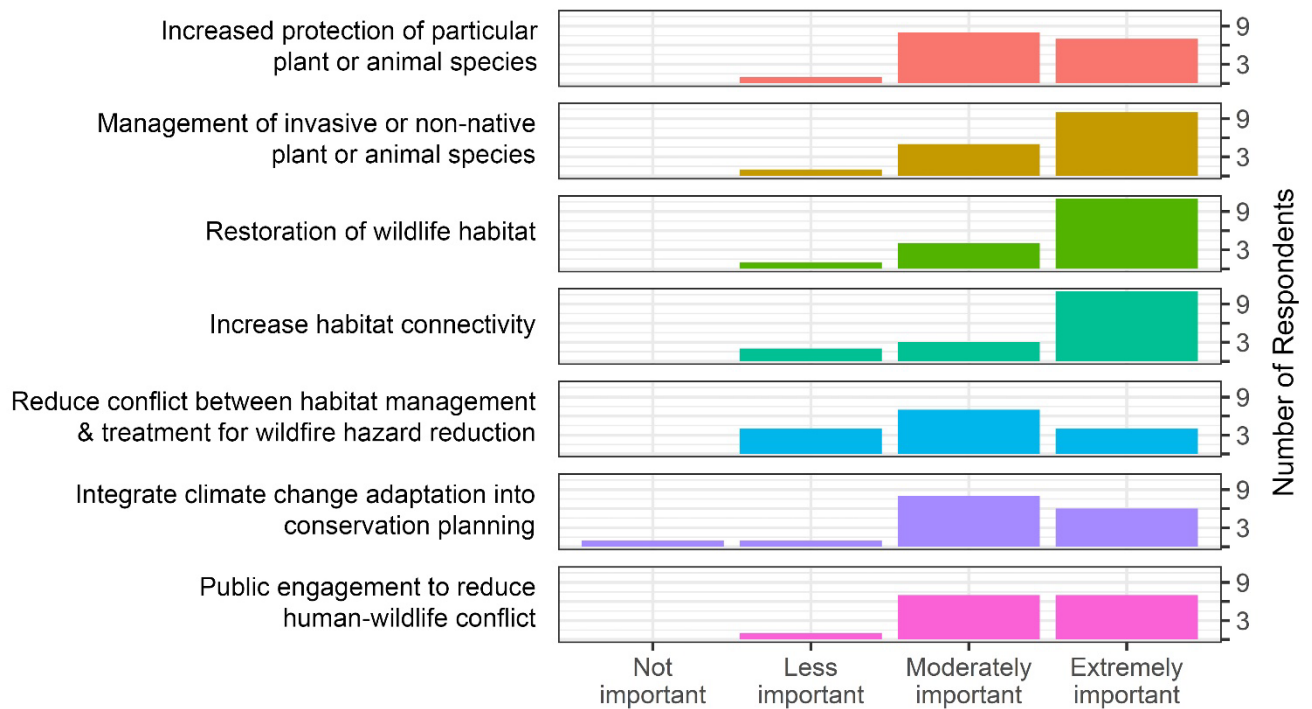 Increased protection of particular
plant or animal species
9
3
Management of invasive or non-native
plant or animal species
9
3
Restoration of wildlife habitat
9
3
Increase habitat connectivity
9
3
Reduce conflict between habitat management
& treatment for wildfire hazard reduction
9
3
Integrate climate change adaptation into
conservation planning
9
3
Public engagement to reduce
human-wildlife conflict
9
3
Number of Respondents
Not
important
Less
important
Moderately
important
Extremely
important